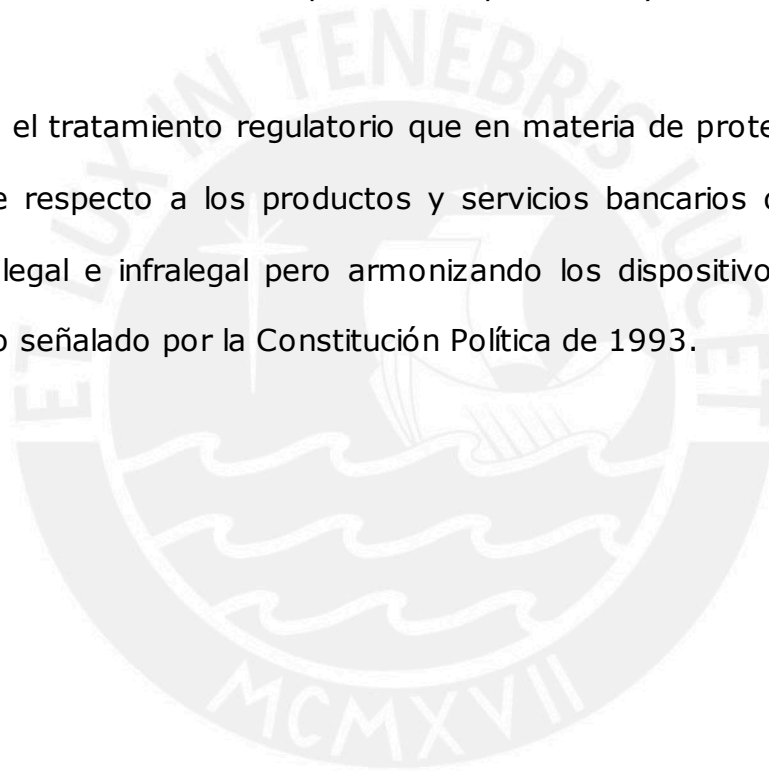 el tratamiento regulatorio que en materia de prote
respecto a los productos y servicios bancarios
legal e infralegal pero armonizando los dispositivo
señalado por la Constitución Política de 1993.
ET LUX IN TENEBRIS LUCET
MCMXVII